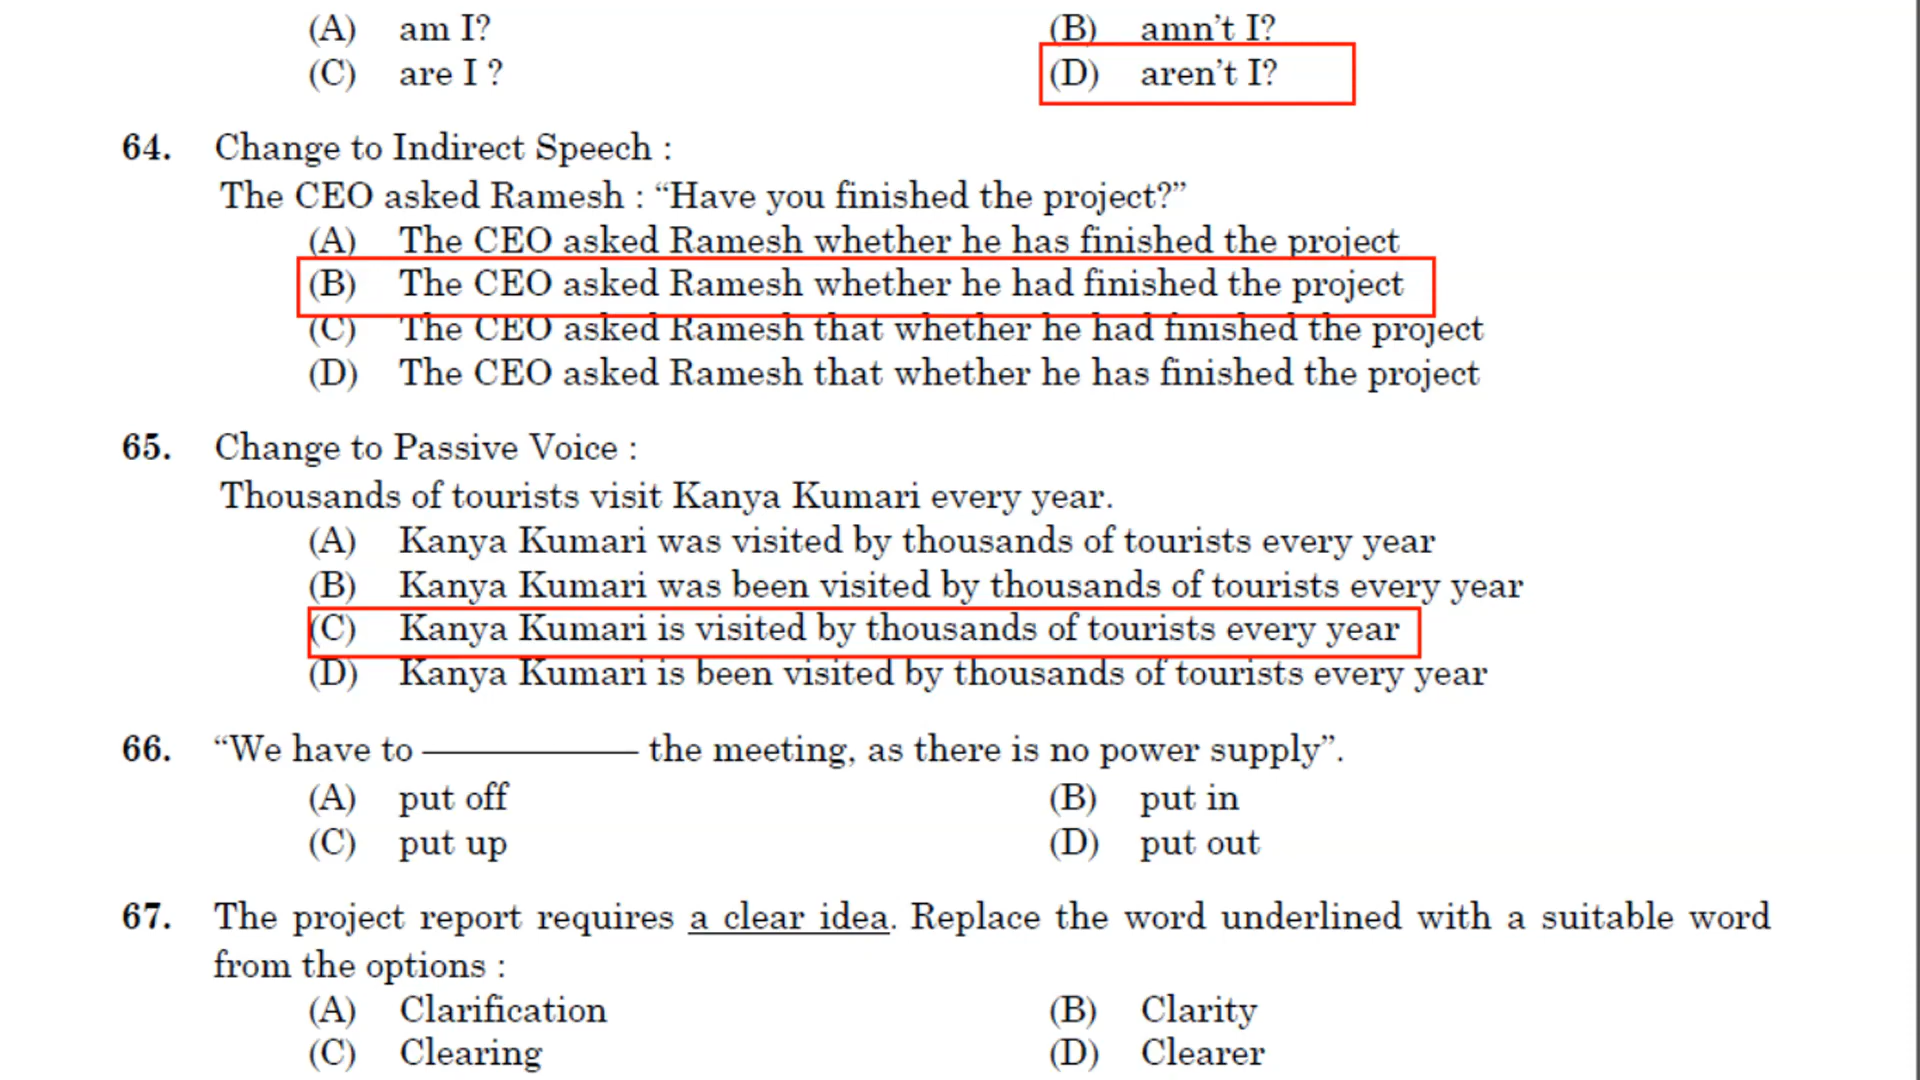 (A) am I? (B) amn't I?
(C) are I ? (D) aren't I?
64. Change to Indirect Speech :
The CEO asked Ramesh : “Have you finished the project?”
(A) The CEO asked Ramesh whether he has finished the project
(B) The CEO asked Ramesh whether he had finished the project
(C) The CEO asked Ramesh that whether he had finished the project
(D) The CEO asked Ramesh that whether he has finished the project
65. Change to Passive Voice :
Thousands of tourists visit Kanya Kumari every year.
(A) Kanya Kumari was visited by thousands of tourists every year
(B) Kanya Kumari was been visited by thousands of tourists every year
(C) Kanya Kumari is visited by thousands of tourists every year
(D) Kanya Kumari is been visited by thousands of tourists every year
66. “We have to ————— the meeting, as there is no power supply”.
(A) put off (B) put in
(C) put up (D) put out
67. The project report requires a clear idea. Replace the word underlined with a suitable word
from the options :
(A) Clarification (B) Clarity
(C) Clearing (D) Clearer